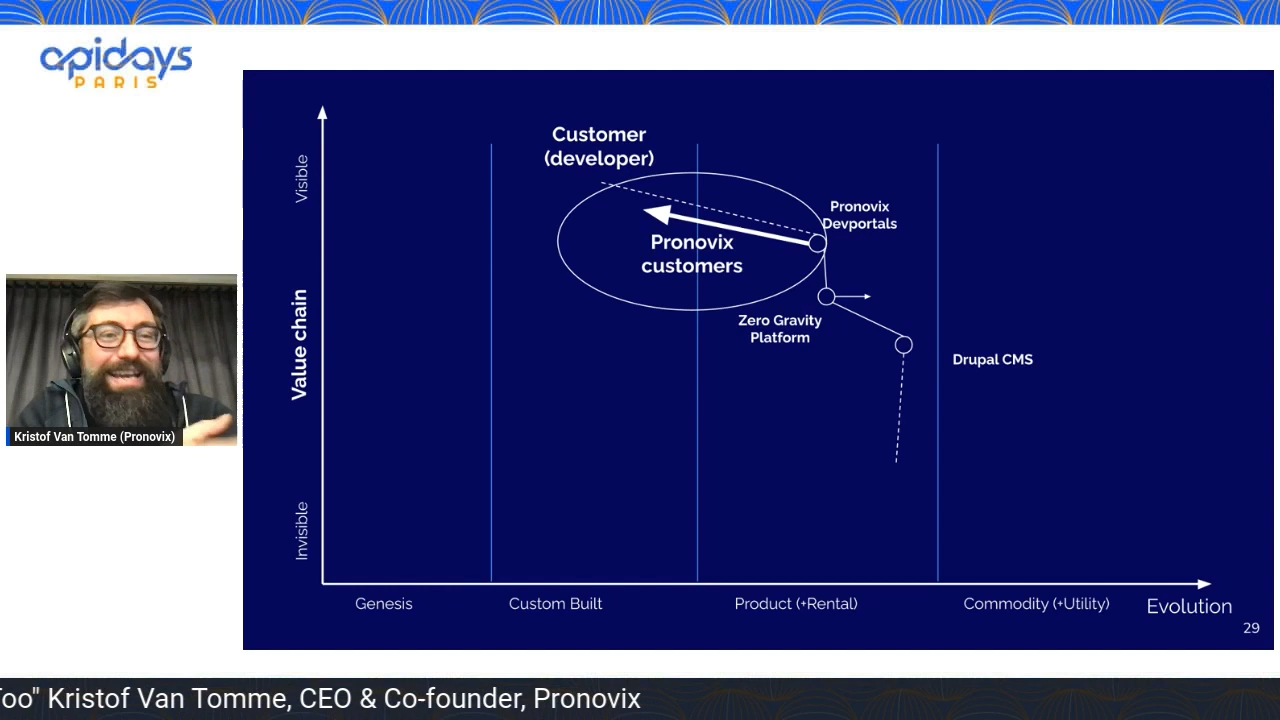 apidays
PARIS
Customer
(developer)
Visible
Pronovix
Devportals
Pronovix
customers
Zero Gravity
Platform
Drupal CMS
Value chain
Invisible
Genesis
Custom Built
Product (+Rental)
Commodity (+Utility)
Evolution
29
Kristof Van Tomme (Pronovix)
Too" Kristof Van Tomme, CEO & Co-founder, Pronovix